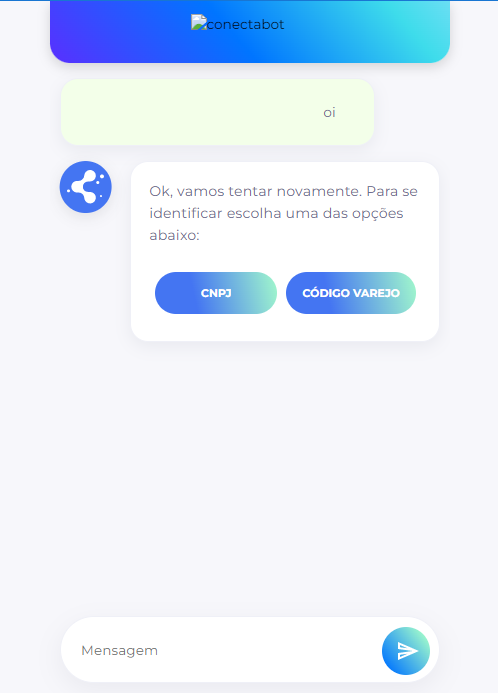 conectabot
oi
Ok, vamos tentar novamente. Para se
identificar escolha uma das opções
abaixo:
CNPJ
CÓDIGO VAREJO
Mensagem